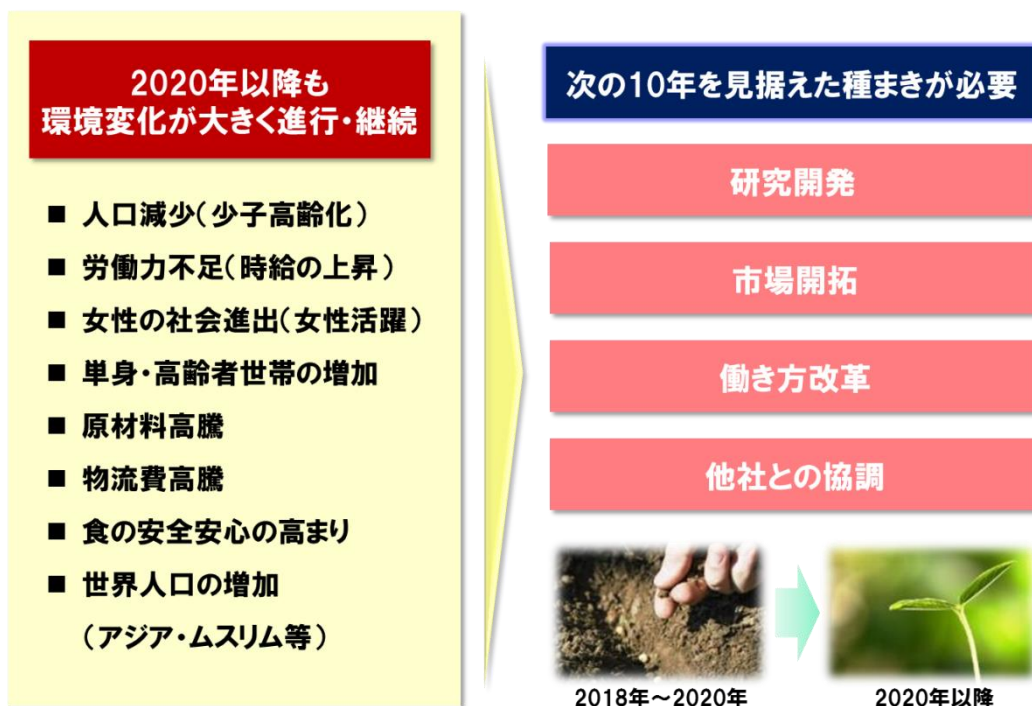 2020年以降も
環境変化が大きく進行・継続
■ 人口減少(少子高齢化)
■ 労働力不足(時給の上昇)
■ 女性の社会進出(女性活躍)
■ 単身・高齢者世帯の増加
■ 原材料高騰
■ 物流費高騰
■ 食の安全安心の高まり
■ 世界人口の増加
(アジア・ムスリム等)
次の10年を見据えた種まきが必要
研究開発
市場開拓
働き方改革
他社との協調
2018年～2020年
2020年以降